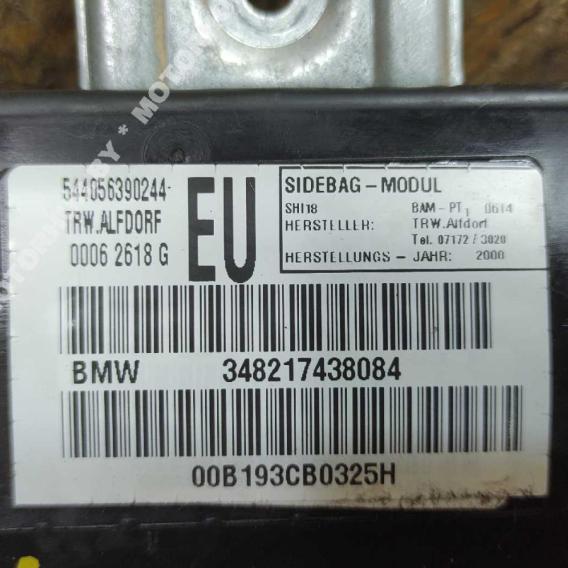 544056390244-
TRW.ALFDORF
0006 2618 G
EU
SIDEBAG-MODUL
SHI18 BAM-PT1 0614
HERSTELLER: TRW.Alfdorf
Tel. 07172 / 3020
HERSTELLUNGS - JAHR: 2000
BMW 348217438084
00B193CB0325H